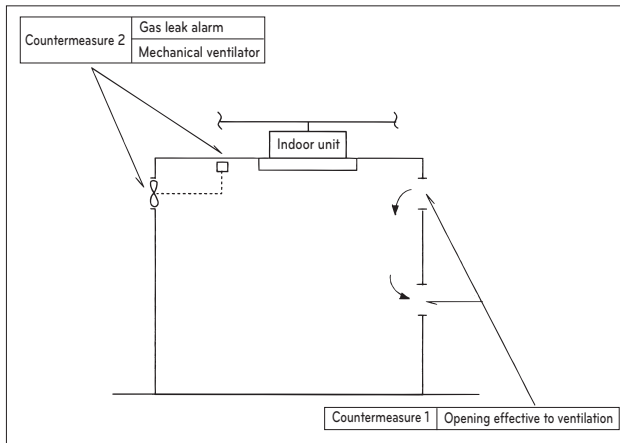 Countermeasure 2
Gas leak alarm
Mechanical ventilator
Indoor unit
Countermeasure 1
Opening effective to ventilation